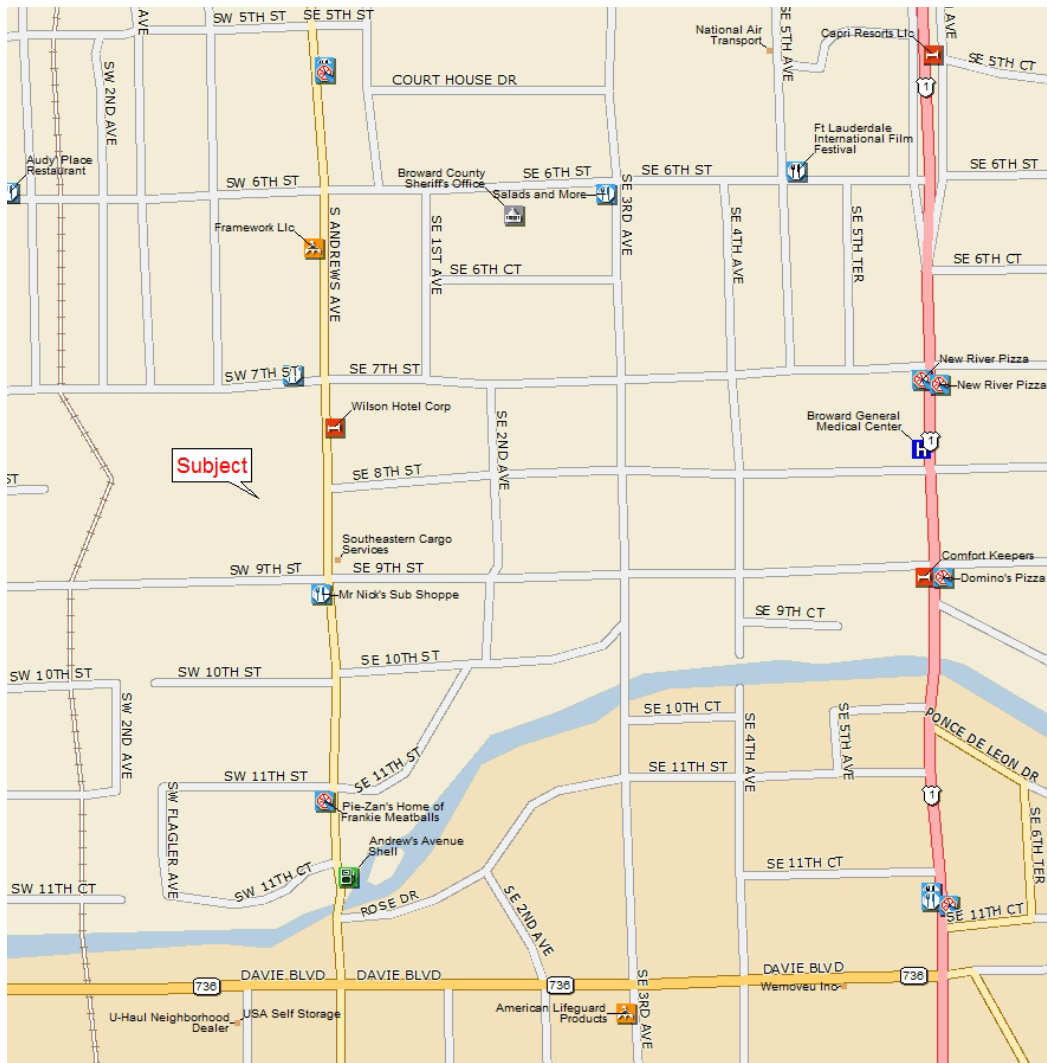 SW 5TH ST
SE 5TH ST
SE 5TH AVE
AVE
National Air
Transport
Capri Resorts Llc
SE 5TH CT
1
SW 2ND AVE
COURT HOUSE DR
Ft Lauderdale
International Film
Festival
Audy' Place
Restaurant
SW 6TH ST
Broward County
Sheriff's Office
SE 6TH ST
Salads and More
SE 6TH ST
SE 6TH ST
S ANDREWS AVE
SE 1ST AVE
SE 3RD AVE
SE 4TH AVE
SE 5TH TER
Framework Llc
SE 6TH CT
SE 6TH CT
SW 7TH ST
SE 7TH ST
New River Pizza
New River Pizza
Wilson Hotel Corp
SE 2ND AVE
Broward General
Medical Center
H
1
Subject
SE 8TH ST
ST
Southeastern Cargo
Services
SW 9TH ST
SE 9TH ST
Comfort Keepers
Domino's Pizza
Mr Nick's Sub Shoppe
SE 9TH CT
SW 10TH ST
SW 10TH ST
SE 10TH ST
SW 2ND AVE
SE 10TH CT
SE 4TH AVE
SE 5TH AVE
PONCE DE LEON DR
SW 11TH ST
SE 11TH ST
SE 11TH ST
SW FLAGLER AVE
1
Pie-Zan's Home of
Frankie Meatballs
SE 6TH TER
Andrew's Avenue
Shell
SW 11TH CT
SW 11TH CT
SE 11TH CT
ROSE DR
SE 2ND AVE
SE 11TH CT
DAVIE BLVD
DAVIE BLVD
DAVIE BLVD
736
736
736
Wemoveu Inc
SE 3RD AVE
American Lifeguard
Products
U-Haul Neighborhood
Dealer
USA Self Storage